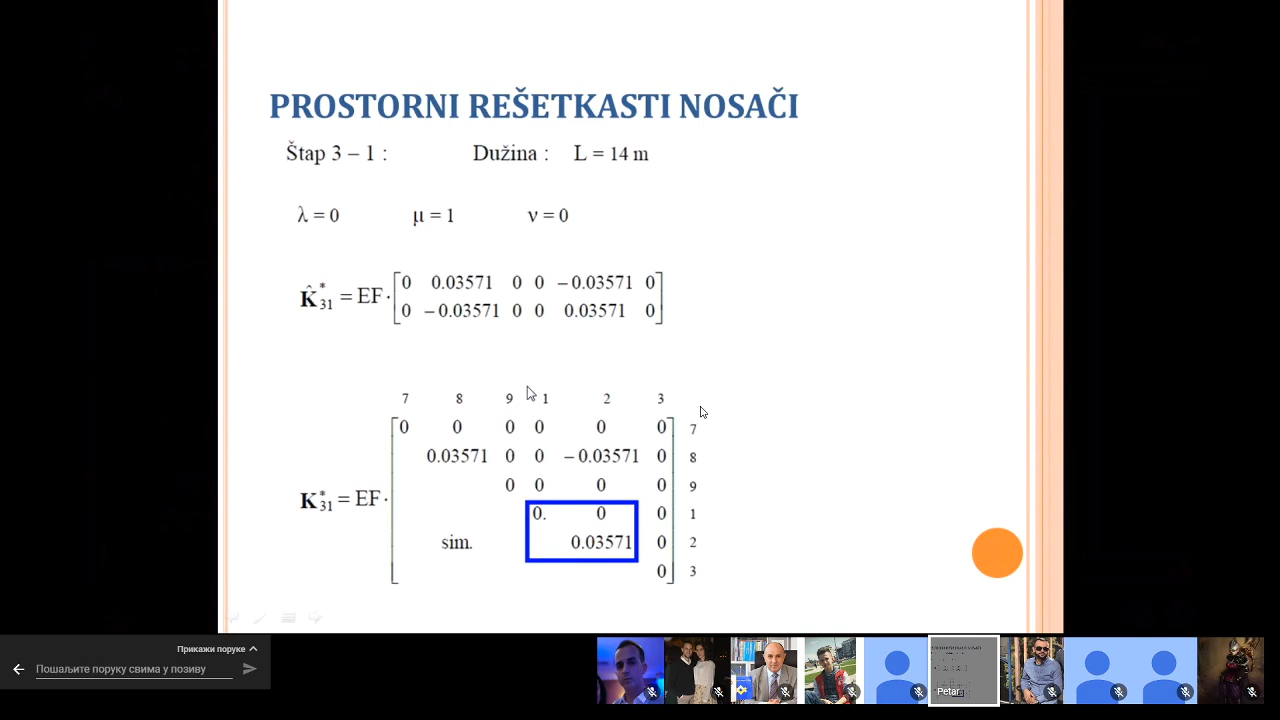 PROSTORNI REŠETKASTI NOSAČI
Štap 3 – 1 : Dužina : L = 14 m
λ = 0 μ = 1 ν = 0
K̂*31 = EF · [0 0.03571 0 0 – 0.03571 0
0 – 0.03571 0 0 0.03571 0]
7 8 9 1 2 3
0 0 0 0 0 0 7
0.03571 0 0 – 0.03571 0 8
0 0 0 0 9
K*31 = EF · 0. 0 0 1
sim. 0.03571 0 2
0 3
Прикажи поруке
Пошаљите поруку свима у позиву
Petar